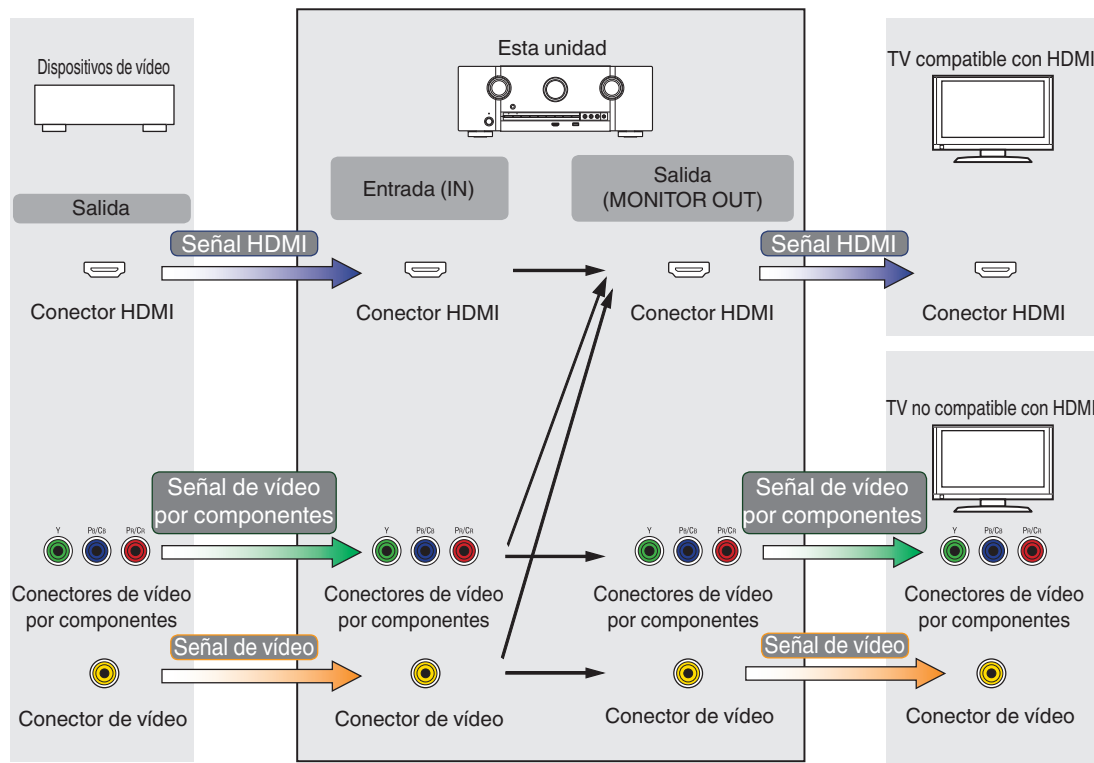 Dispositivos de vídeo
Esta unidad
TV compatible con HDMI
Salida
Entrada (IN)
Salida
(MONITOR OUT)
Señal HDMI
Señal HDMI
Conector HDMI
Conector HDMI
Conector HDMI
Conector HDMI
TV no compatible con HDMI
Señal de vídeo
por componentes
Señal de vídeo
por componentes
Y PB/CB PR/CR
Y PB/CB PR/CR
Y PB/CB PR/CR
Y PB/CB PR/CR
Conectores de vídeo
por componentes
Conectores de vídeo
por componentes
Conectores de vídeo
por componentes
Conectores de vídeo
por componentes
Señal de vídeo
Señal de vídeo
Conector de vídeo
Conector de vídeo
Conector de vídeo
Conector de vídeo